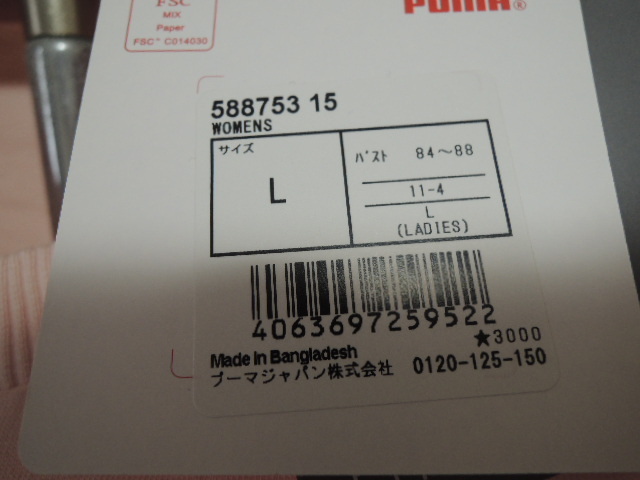 FSC
MIX
Paper
FSC™ C014030
PUMA®
588753 15
WOMENS
サイズ
L
バスト 84～88
11-4
L
(LADIES)
4063697259522
★3000
Made in Bangladesh
プーマジャパン株式会社 0120-125-150